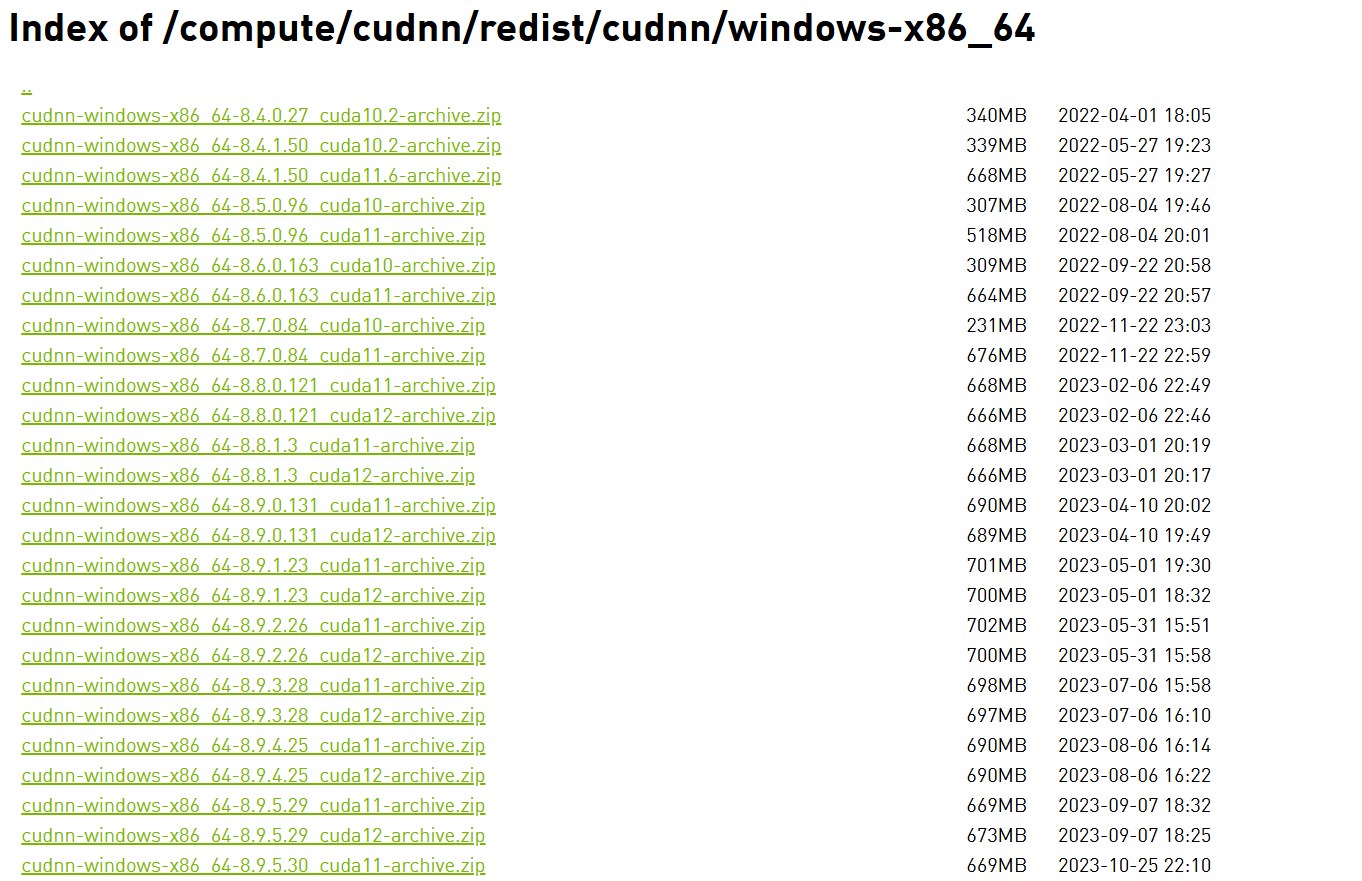 Index of /compute/cudnn/redist/cudnn/windows-x86_64
..
cudnn-windows-x86_64-8.4.0.27_cuda10.2-archive.zip 340MB 2022-04-01 18:05
cudnn-windows-x86_64-8.4.1.50_cuda10.2-archive.zip 339MB 2022-05-27 19:23
cudnn-windows-x86_64-8.4.1.50_cuda11.6-archive.zip 668MB 2022-05-27 19:27
cudnn-windows-x86_64-8.5.0.96_cuda10-archive.zip 307MB 2022-08-04 19:46
cudnn-windows-x86_64-8.5.0.96_cuda11-archive.zip 518MB 2022-08-04 20:01
cudnn-windows-x86_64-8.6.0.163_cuda10-archive.zip 309MB 2022-09-22 20:58
cudnn-windows-x86_64-8.6.0.163_cuda11-archive.zip 664MB 2022-09-22 20:57
cudnn-windows-x86_64-8.7.0.84_cuda10-archive.zip 231MB 2022-11-22 23:03
cudnn-windows-x86_64-8.7.0.84_cuda11-archive.zip 676MB 2022-11-22 22:59
cudnn-windows-x86_64-8.8.0.121_cuda11-archive.zip 668MB 2023-02-06 22:49
cudnn-windows-x86_64-8.8.0.121_cuda12-archive.zip 666MB 2023-02-06 22:46
cudnn-windows-x86_64-8.8.1.3_cuda11-archive.zip 668MB 2023-03-01 20:19
cudnn-windows-x86_64-8.8.1.3_cuda12-archive.zip 666MB 2023-03-01 20:17
cudnn-windows-x86_64-8.9.0.131_cuda11-archive.zip 690MB 2023-04-10 20:02
cudnn-windows-x86_64-8.9.0.131_cuda12-archive.zip 689MB 2023-04-10 19:49
cudnn-windows-x86_64-8.9.1.23_cuda11-archive.zip 701MB 2023-05-01 19:30
cudnn-windows-x86_64-8.9.1.23_cuda12-archive.zip 700MB 2023-05-01 18:32
cudnn-windows-x86_64-8.9.2.26_cuda11-archive.zip 702MB 2023-05-31 15:51
cudnn-windows-x86_64-8.9.2.26_cuda12-archive.zip 700MB 2023-05-31 15:58
cudnn-windows-x86_64-8.9.3.28_cuda11-archive.zip 698MB 2023-07-06 15:58
cudnn-windows-x86_64-8.9.3.28_cuda12-archive.zip 697MB 2023-07-06 16:10
cudnn-windows-x86_64-8.9.4.25_cuda11-archive.zip 690MB 2023-08-06 16:14
cudnn-windows-x86_64-8.9.4.25_cuda12-archive.zip 690MB 2023-08-06 16:22
cudnn-windows-x86_64-8.9.5.29_cuda11-archive.zip 669MB 2023-09-07 18:32
cudnn-windows-x86_64-8.9.5.29_cuda12-archive.zip 673MB 2023-09-07 18:25
cudnn-windows-x86_64-8.9.5.30_cuda11-archive.zip 669MB 2023-10-25 22:10